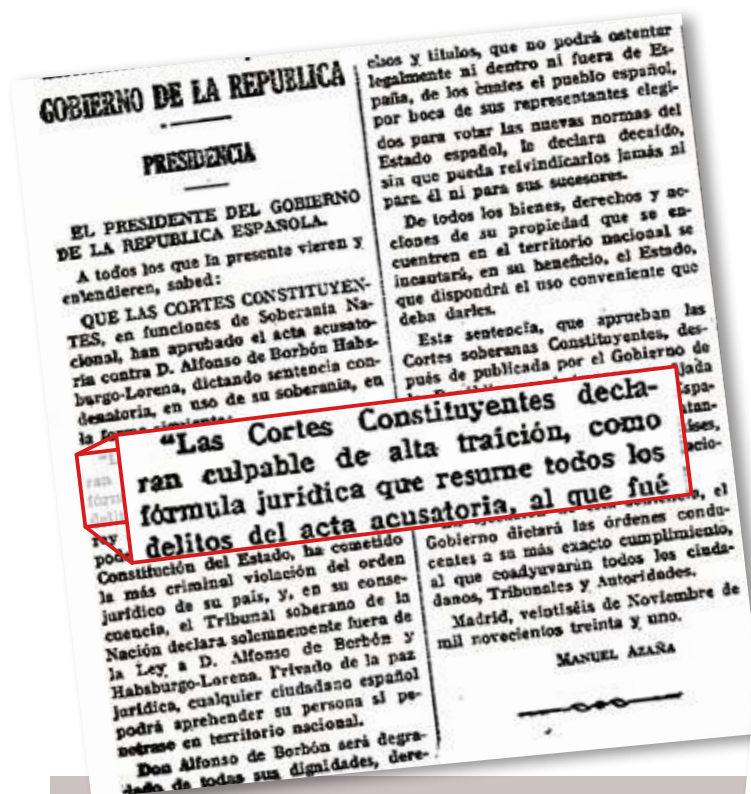 GOBIERNO DE LA REPUBLICA
PRESIDENCIA
EL PRESIDENTE DEL GOBIERNO
DE LA REPUBLICA ESPAÑOLA.
A todos los que la presente vieren y
entendieren, sabed:
QUE LAS CORTES CONSTITUYEN-
TES, en funciones de Soberanía Na-
cional, han aprobado el acta acusato-
ria contra D. Alfonso de Borbón Habs-
burgo-Lorena, dictando sentencia con-
denatoria, en uso de su soberanía, en
la forma
"Las Cortes Constituyentes decla-
ran culpable de alta traición, como
fórmula jurídica que resume todos los
delitos del acta acusatoria, al que fué
rey
Constitución del Estado, ha cometido
la más criminal violación del orden
jurídico de su país, y, en su conse-
cuencia, el Tribunal soberano de la
Nación declara solemnemente fuera de
la Ley a D. Alfonso de Borbón y
Habsburgo-Lorena. Privado de la paz
jurídica, cualquier ciudadano español
podrá aprehender su persona si pe-
netrase en territorio nacional.
Don Alfonso de Borbón será degra-
dado de todas sus dignidades, dere-
chos y títulos, que no podrá ostentar
legalmente ni dentro ni fuera de Es-
paña, de los cuales el pueblo español,
por boca de sus representantes elegi-
dos para votar las nuevas normas del
Estado español, le declara decaído,
sin que pueda reivindicarlos jamás ni
para él ni para sus sucesores.
De todos los bienes, derechos y ac-
ciones de su propiedad que se en-
cuentren en el territorio nacional se
incautará, en su beneficio, el Estado,
que dispondrá el uso conveniente que
deba darles.
Esta sentencia, que aprueban las
Cortes soberanas Constituyentes, des-
pués de publicada por el Gobierno de
el
Gobierno dictará las órdenes condu-
centes a su más exacto cumplimiento,
al que coadyuvarán todos los ciuda-
danos, Tribunales y Autoridades.
Madrid, veintiséis de Noviembre de
mil novecientos treinta y uno.
MANUEL AZAÑA